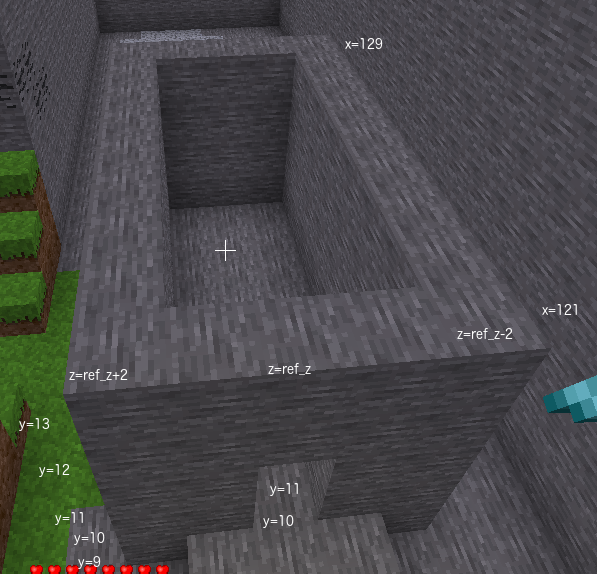 x=129
x=121
z=ref_z-2
z=ref_z
z=ref_z+2
y=13
y=12
y=11
y=11
y=10
y=10
y=9